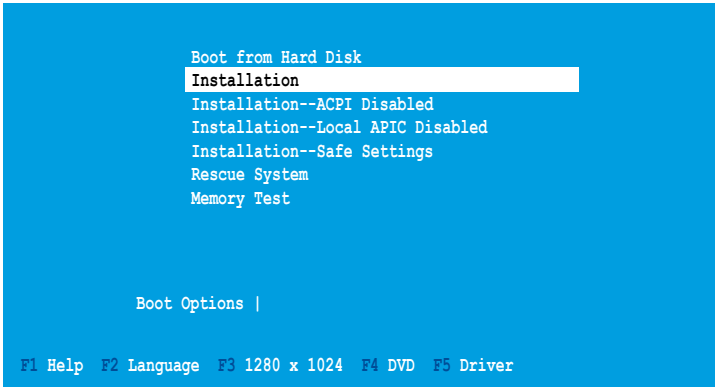 Boot from Hard Disk
Installation
Installation--ACPI Disabled
Installation--Local APIC Disabled
Installation--Safe Settings
Rescue System
Memory Test
Boot Options |
F1 Help F2 Language F3 1280 x 1024 F4 DVD F5 Driver